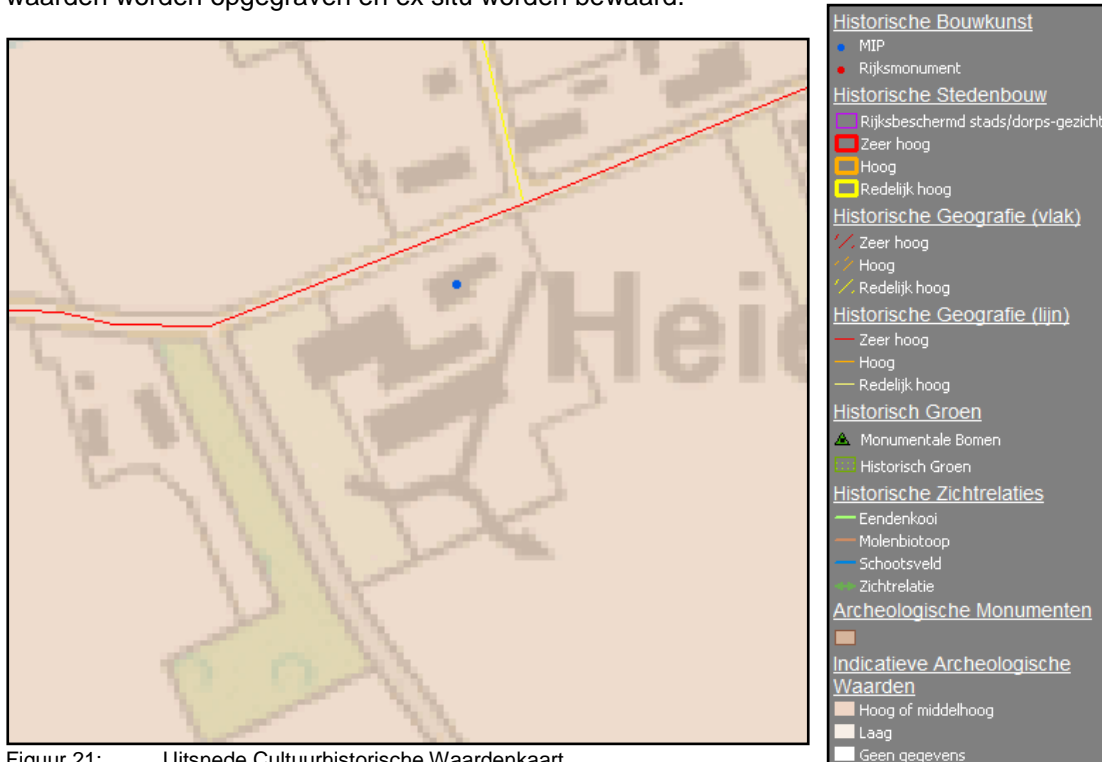 waarden worden opgegraven en ex situ worden bewaard.
Hei
Figuur 21: Uitsnede Cultuurhistorische Waardenkaart
Historische Bouwkunst
MIP
Rijksmonument
Historische Stedenbouw
Rijksbeschermd stads/dorps-gezicht
Zeer hoog
Hoog
Redelijk hoog
Historische Geografie (vlak)
Zeer hoog
Hoog
Redelijk hoog
Historische Geografie (lijn)
Zeer hoog
Hoog
Redelijk hoog
Historisch Groen
Monumentale Bomen
Historisch Groen
Historische Zichtrelaties
Eendenkooi
Molenbiotoop
Schootsveld
Zichtrelatie
Archeologische Monumenten
Indicatieve Archeologische
Waarden
Hoog of middelhoog
Laag
Geen gegevens